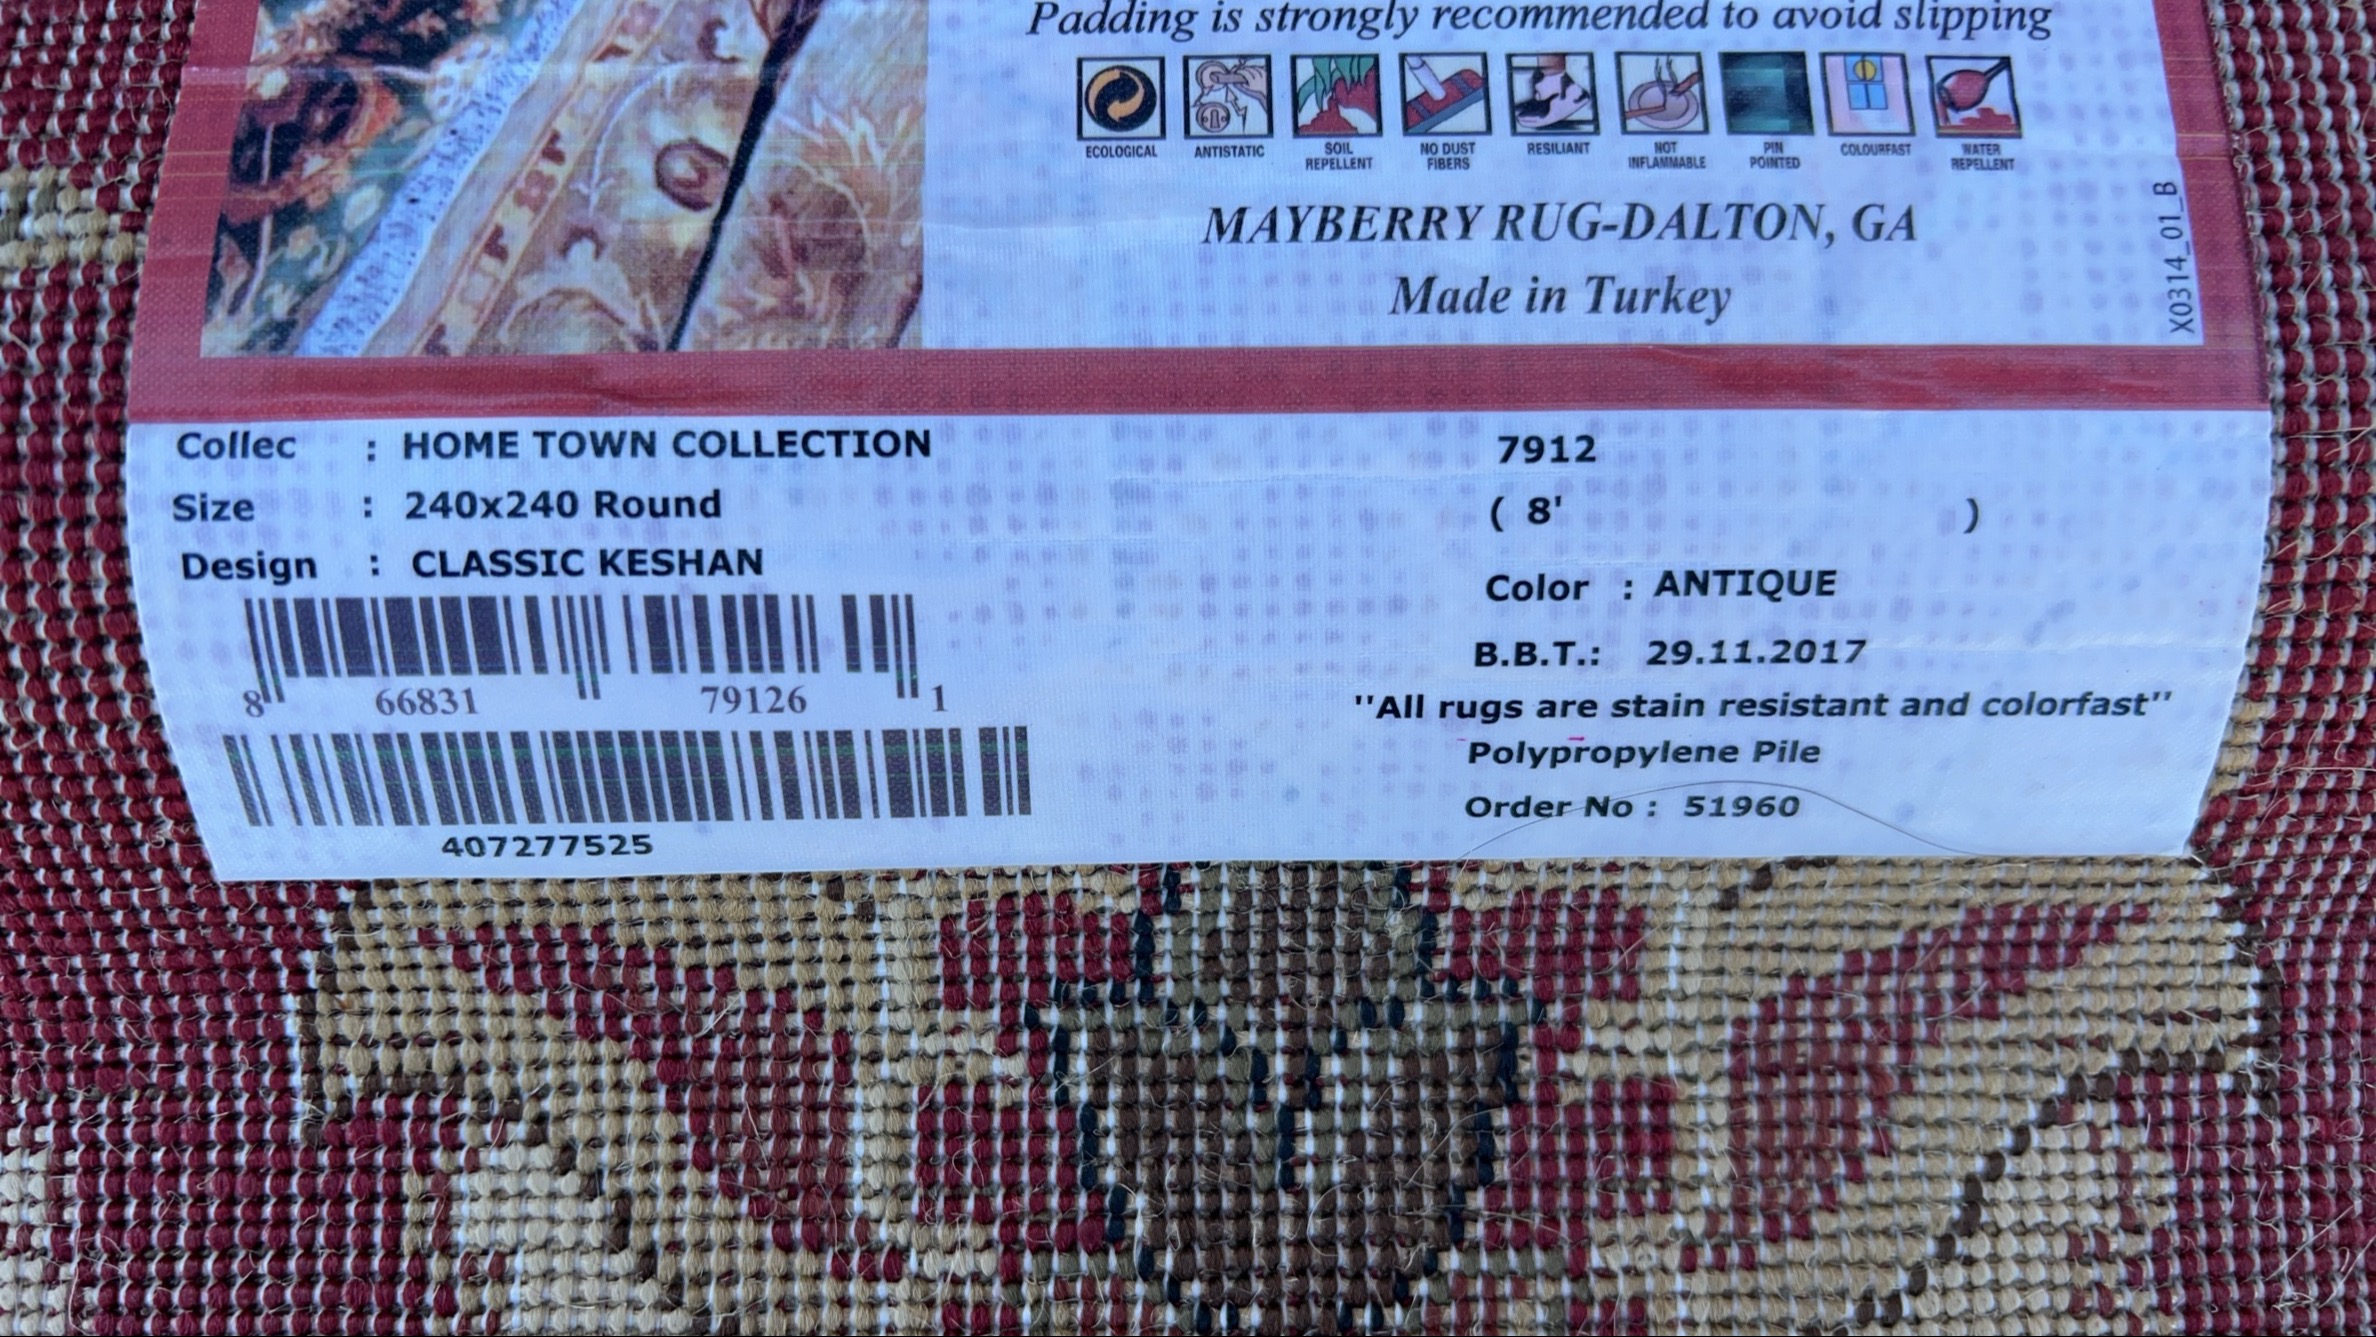 Padding is strongly recommended to avoid slipping
ECOLOGICAL
ANTISTATIC
SOIL
REPELLENT
NO DUST
FIBERS
RESILIANT
NOT
INFLAMMABLE
PIN
POINTED
COLOURFAST
WATER
REPELLENT
MAYBERRY RUG-DALTON, GA
Made in Turkey
X0314_01_B
Collec : HOME TOWN COLLECTION 7912
Size : 240x240 Round ( 8' )
Design : CLASSIC KESHAN
Color : ANTIQUE
B.B.T.: 29.11.2017
8 66831 79126 1
"All rugs are stain resistant and colorfast"
Polypropylene Pile
Order No : 51960
407277525